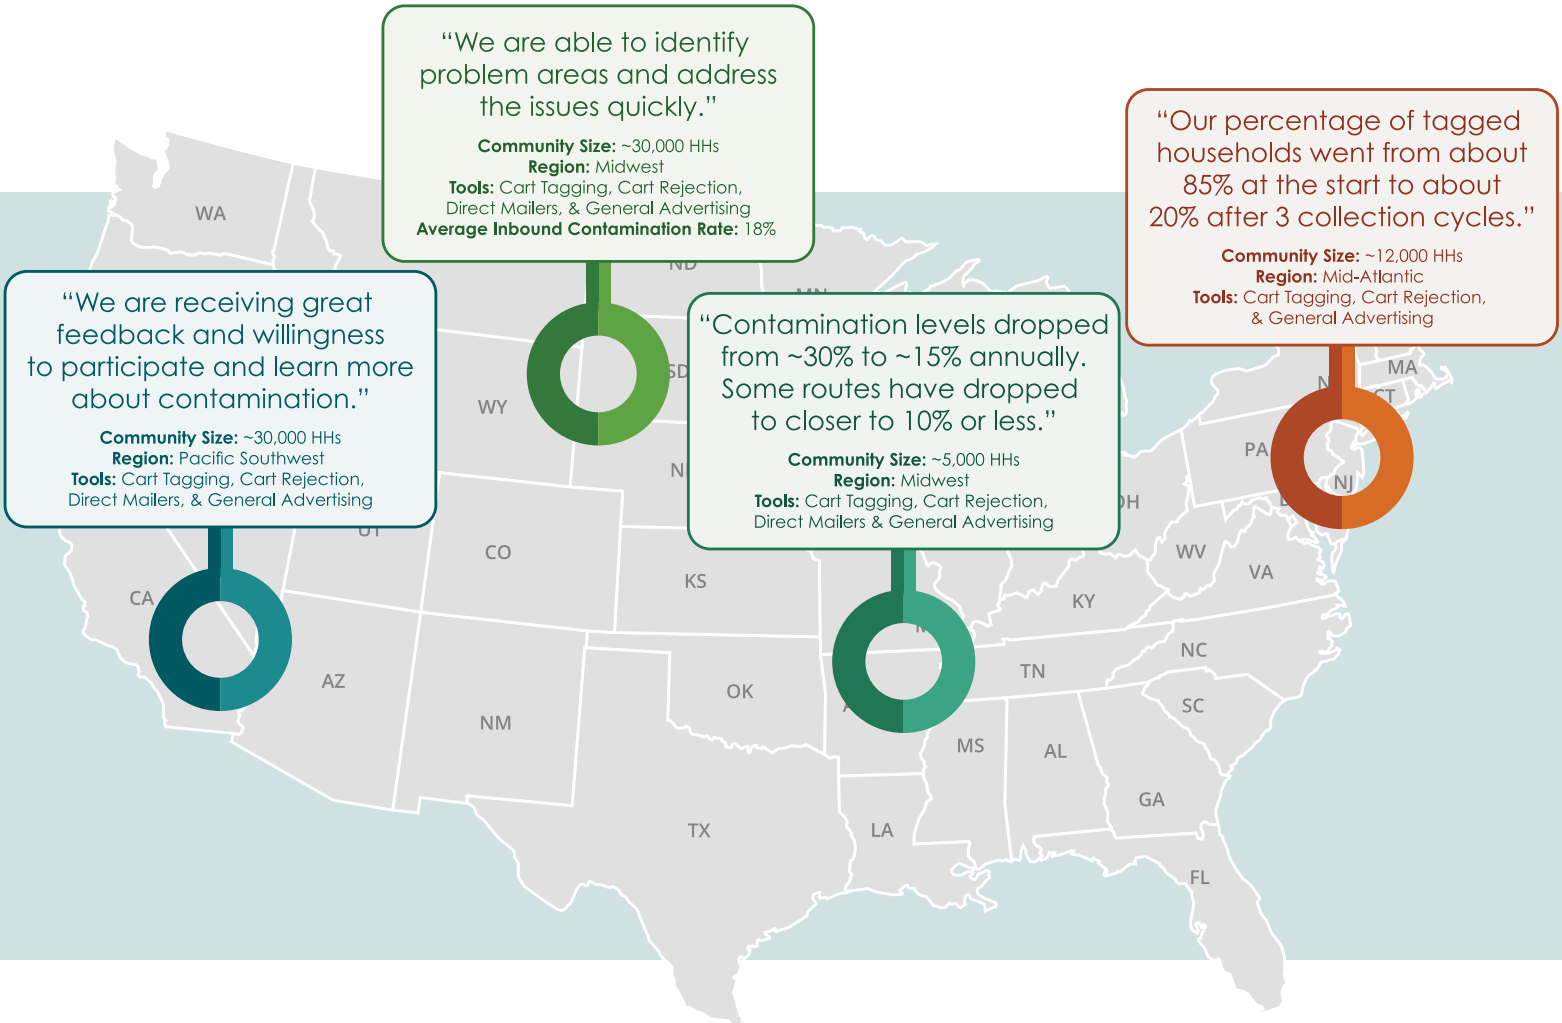 “We are able to identify
problem areas and address
the issues quickly.”
Community Size: ~30,000 HHs
Region: Midwest
Tools: Cart Tagging, Cart Rejection,
Direct Mailers, & General Advertising
Average Inbound Contamination Rate: 18%
“Our percentage of tagged
households went from about
85% at the start to about
20% after 3 collection cycles.”
Community Size: ~12,000 HHs
Region: Mid-Atlantic
Tools: Cart Tagging, Cart Rejection,
& General Advertising
“We are receiving great
feedback and willingness
to participate and learn more
about contamination.”
Community Size: ~30,000 HHs
Region: Pacific Southwest
Tools: Cart Tagging, Cart Rejection,
Direct Mailers, & General Advertising
“Contamination levels dropped
from ~30% to ~15% annually.
Some routes have dropped
to closer to 10% or less.”
Community Size: ~5,000 HHs
Region: Midwest
Tools: Cart Tagging, Cart Rejection,
Direct Mailers & General Advertising
WA
ND
MN
SD
WY
MA
CT
PA
NJ
UT
CO
KS
OH
WV
VA
CA
KY
AZ
NM
OK
TN
NC
SC
MS
AL
GA
TX
LA
FL